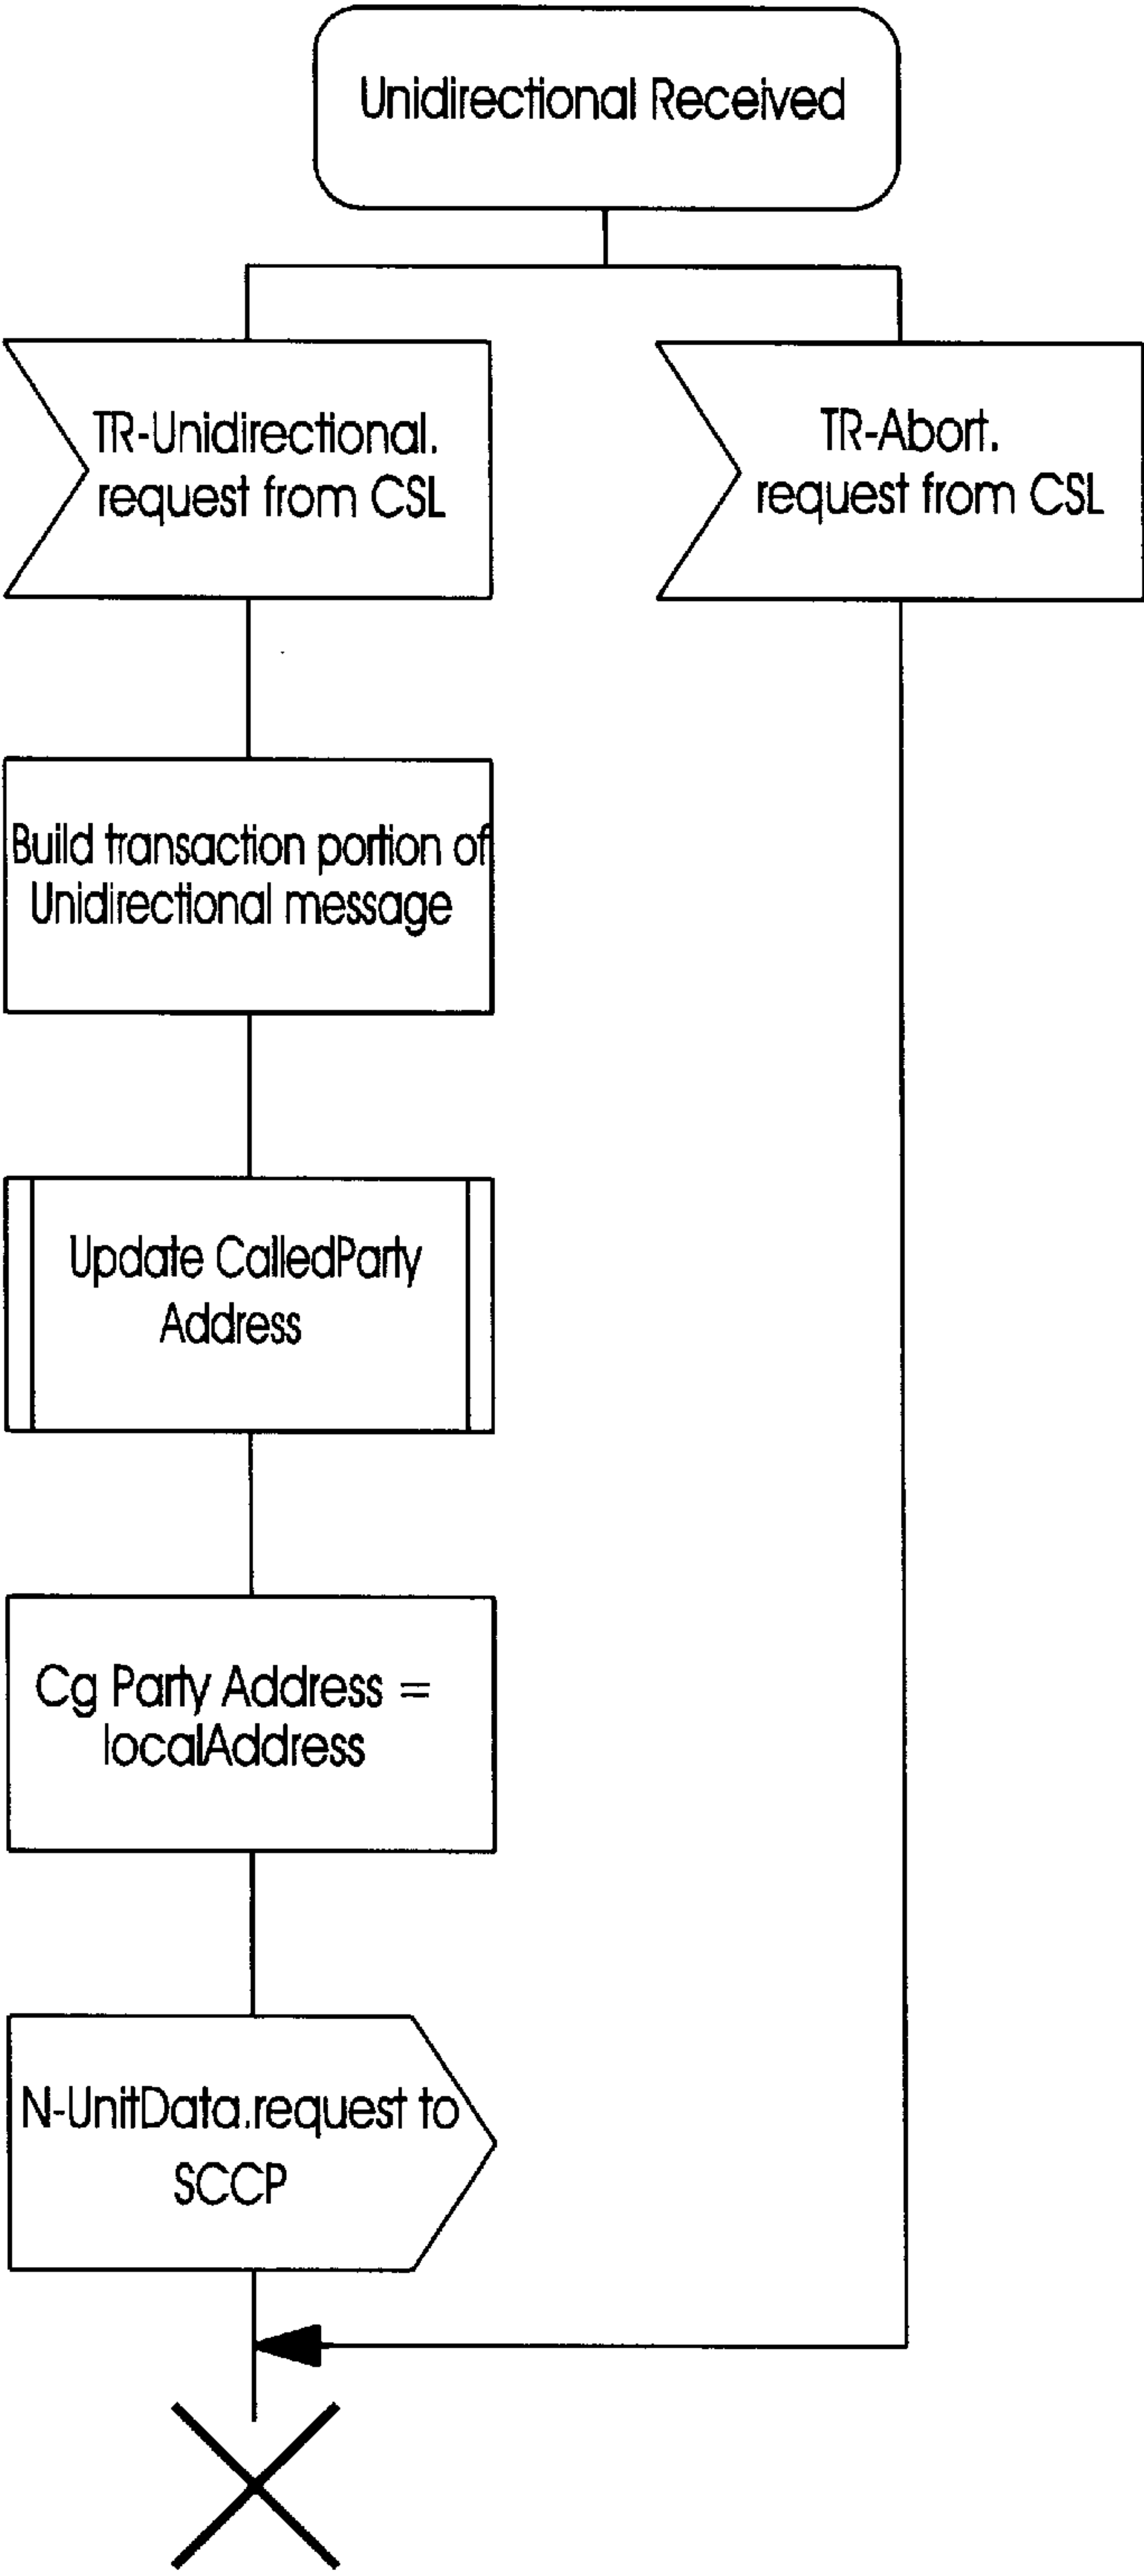 Unidirectional Received
TR-Unidirectional.
request from CSL
TR-Abort.
request from CSL
Build transaction portion of
Unidirectional message
Update CalledParty
Address
Cg Party Address =
localAddress
N-UnitData.request to
SCCP